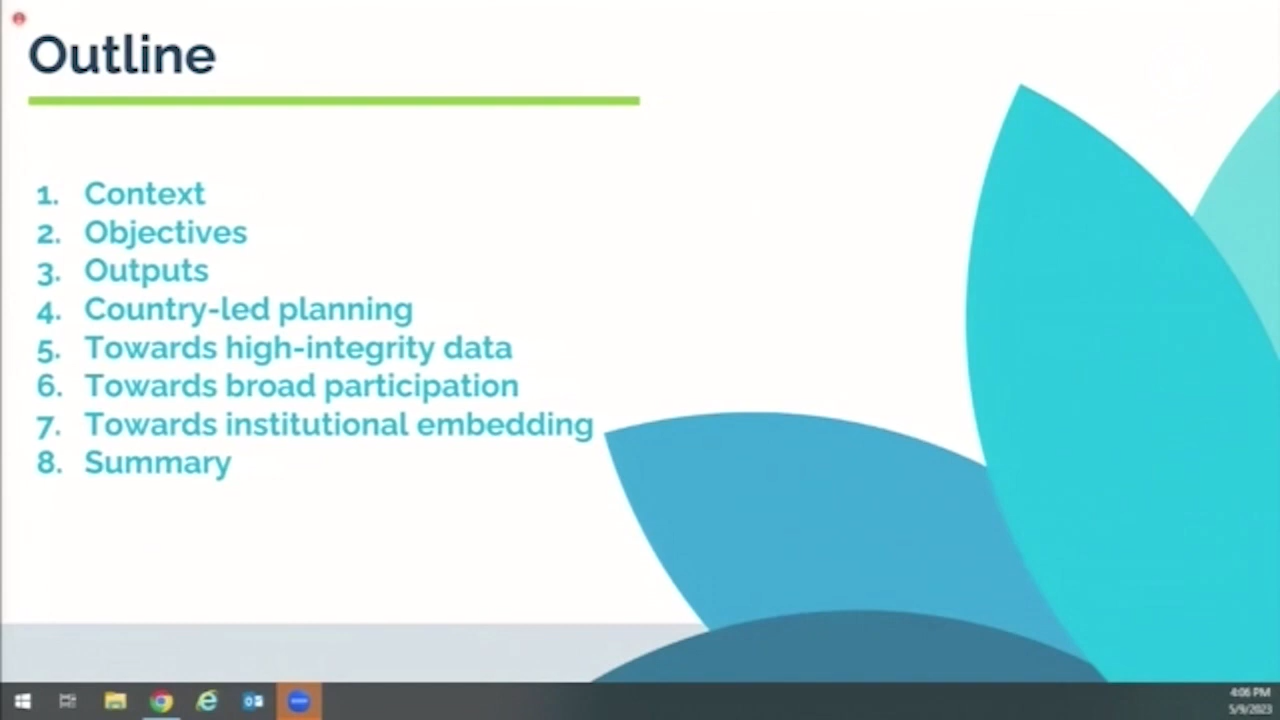 Outline
1. Context
2. Objectives
3. Outputs
4. Country-led planning
5. Towards high-integrity data
6. Towards broad participation
7. Towards institutional embedding
8. Summary
4:06 PM
5/9/2023